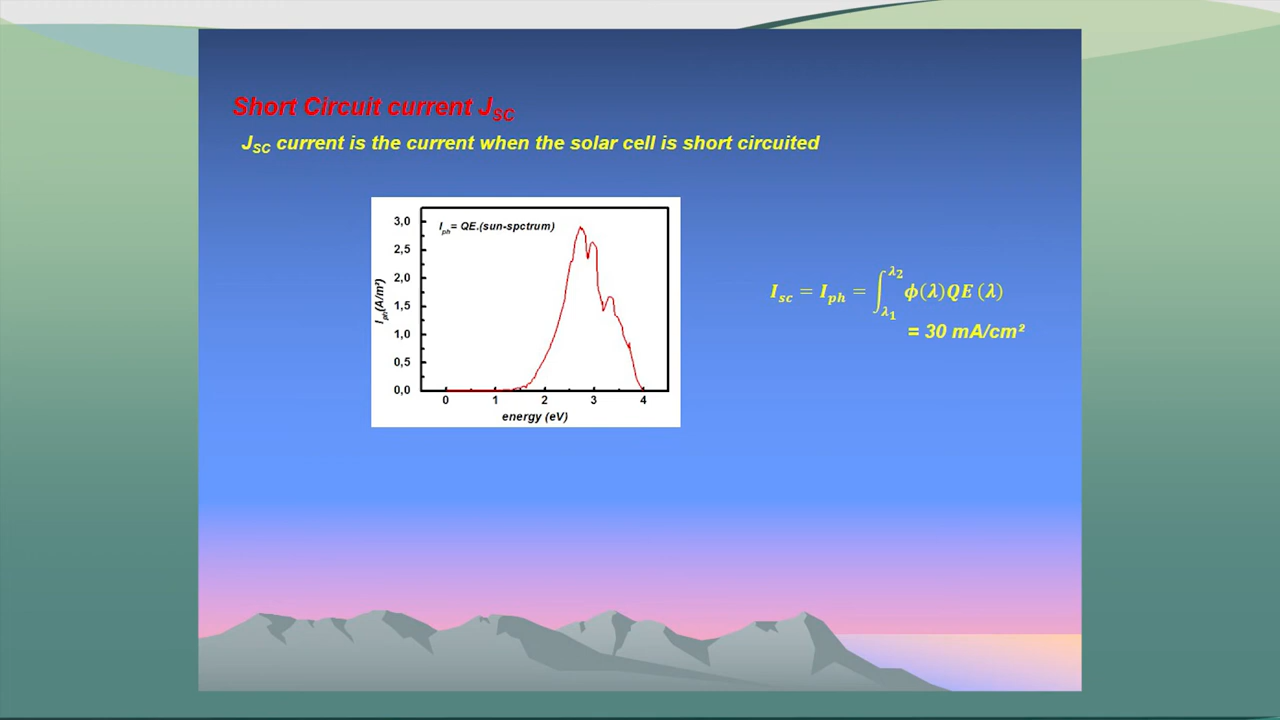 Short Circuit current J_SC
J_SC current is the current when the solar cell is short circuited
I_ph= QE.(sun-spctrum)
3,0
2,5
2,0
1,5
1,0
0,5
0,0
I_ph(A/m²)
0 1 2 3 4
energy (eV)
I_sc = I_ph = ∫_λ₁^λ₂ ϕ(λ)QE (λ)
= 30 mA/cm²